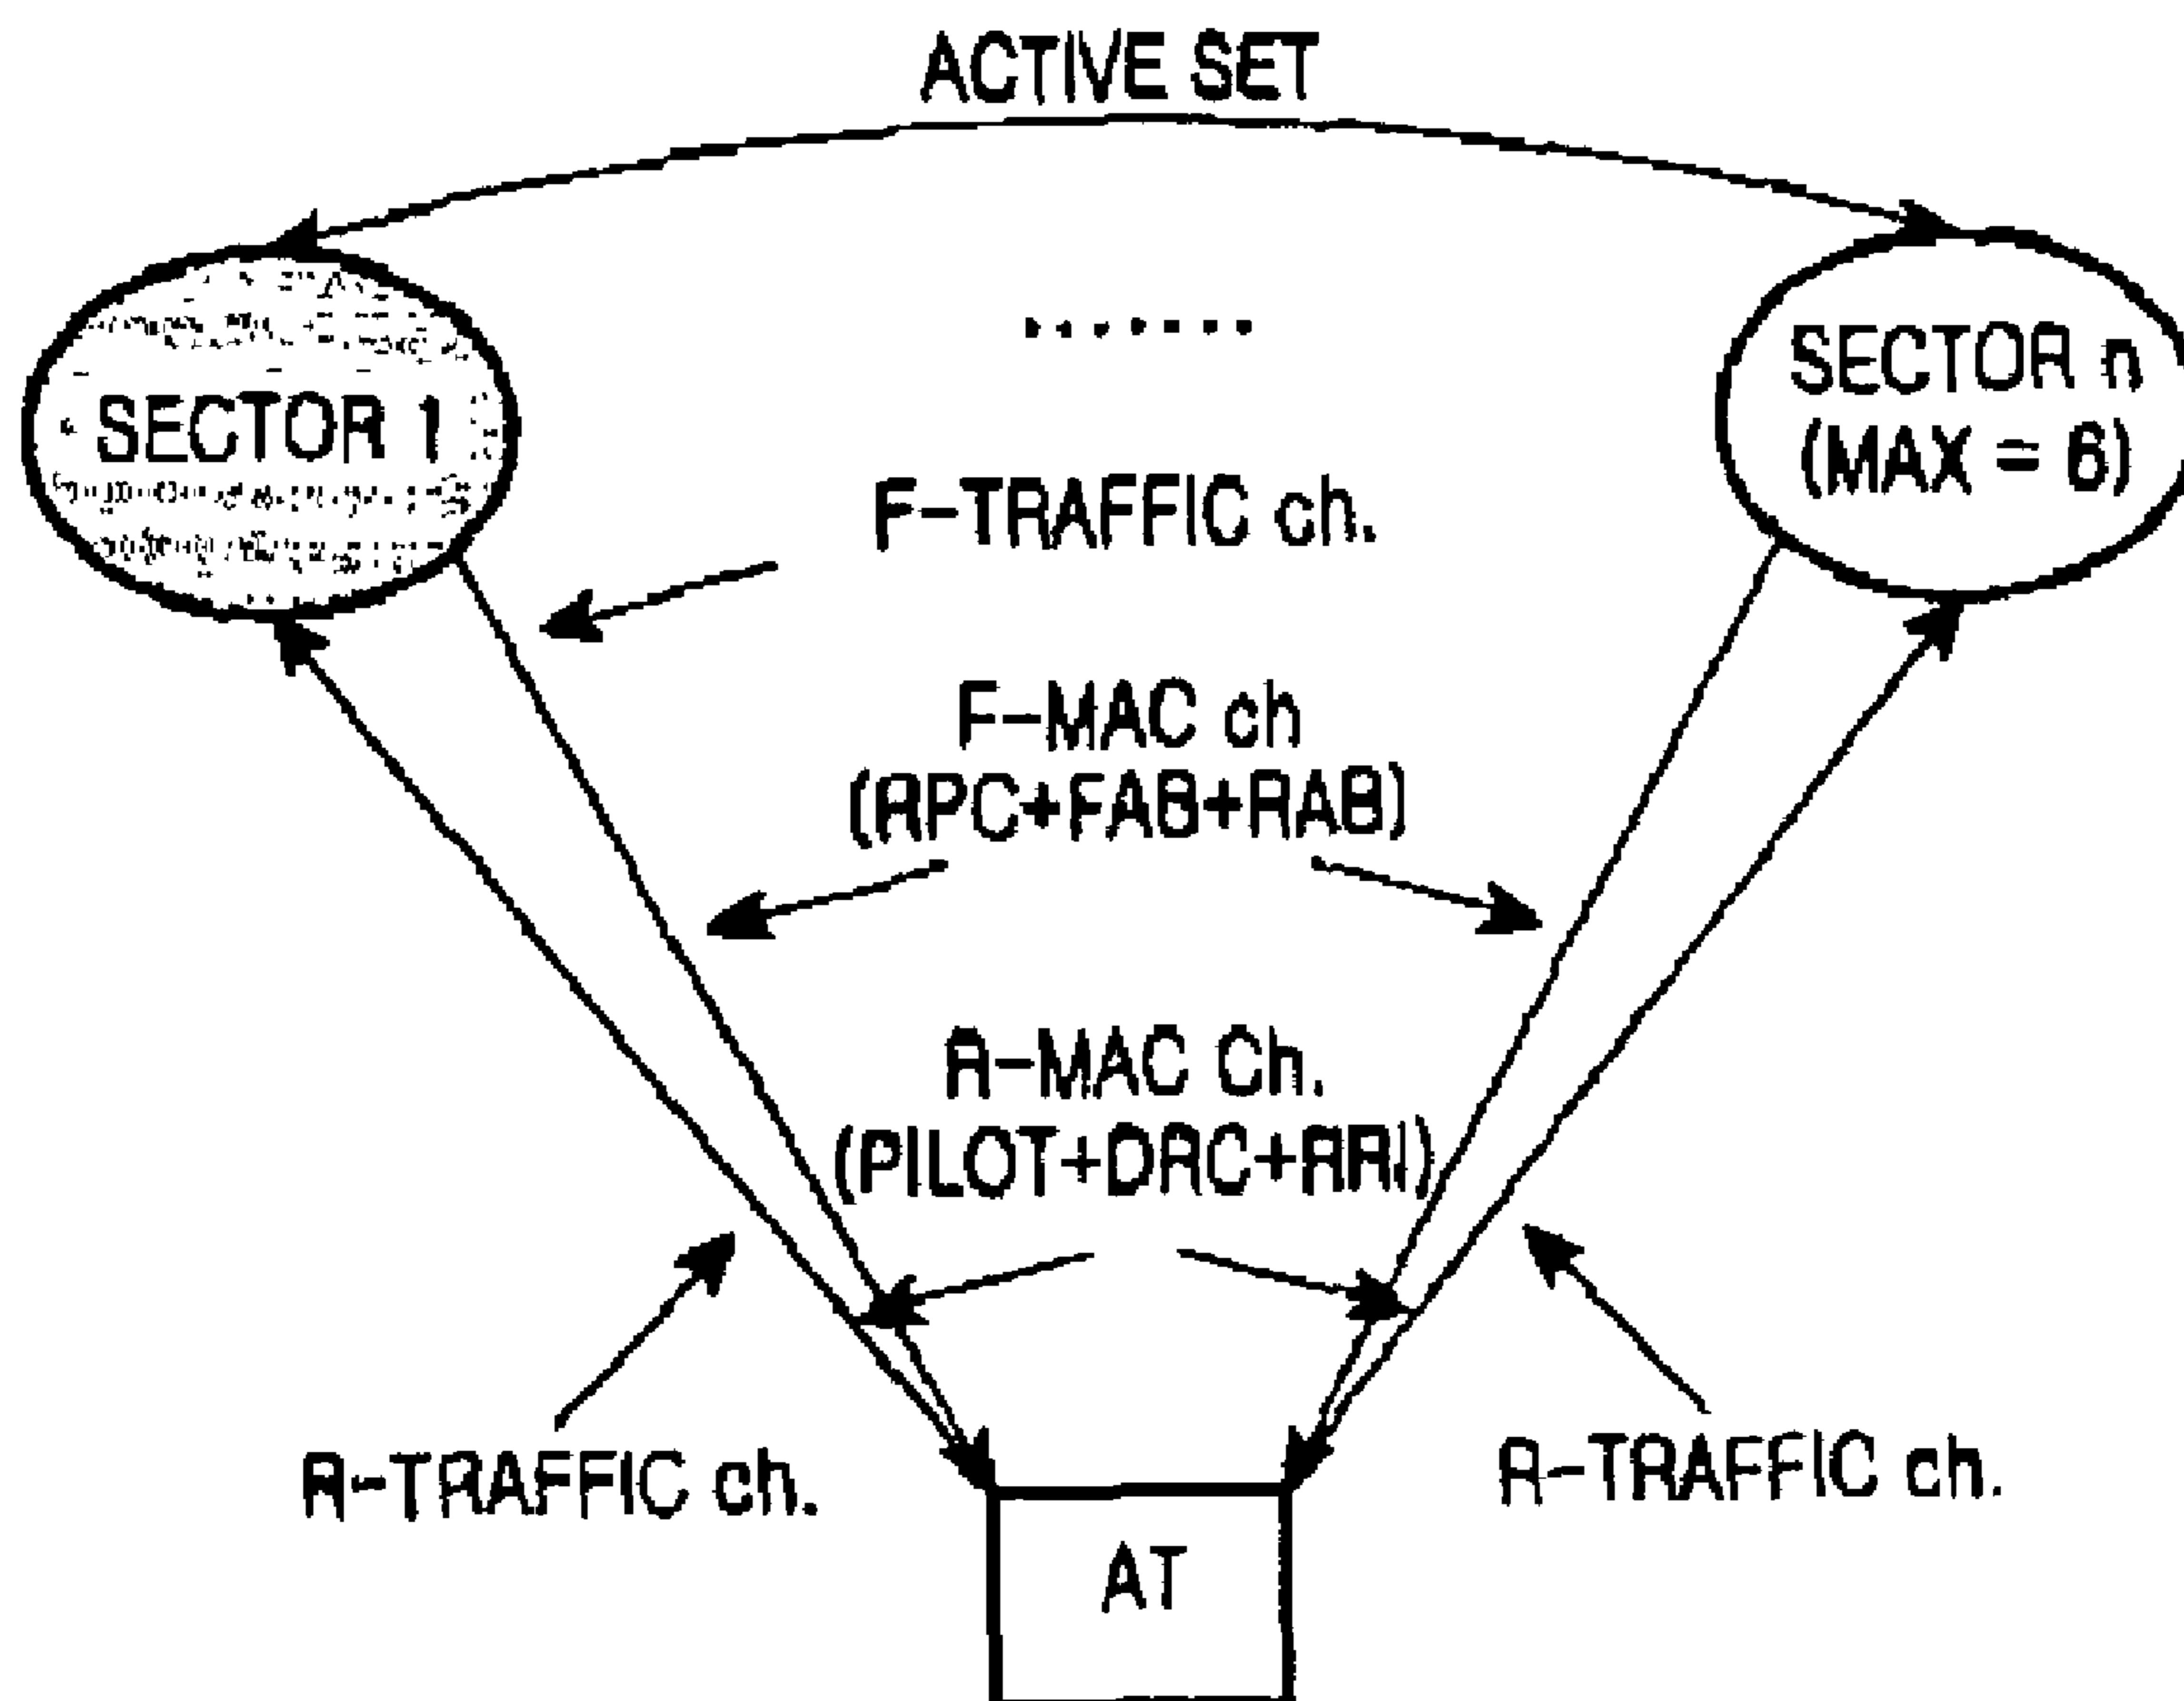 ACTIVE SET
.......
SECTOR 1
SECTOR n
(MAX = 6)
F-TRAFFIC ch.
F-MAC ch
(RPC+FAB+RAB)
R-MAC Ch.
(PILOT+DRC+RRI)
R-TRAFFIC ch.
R-TRAFFIC ch.
AT